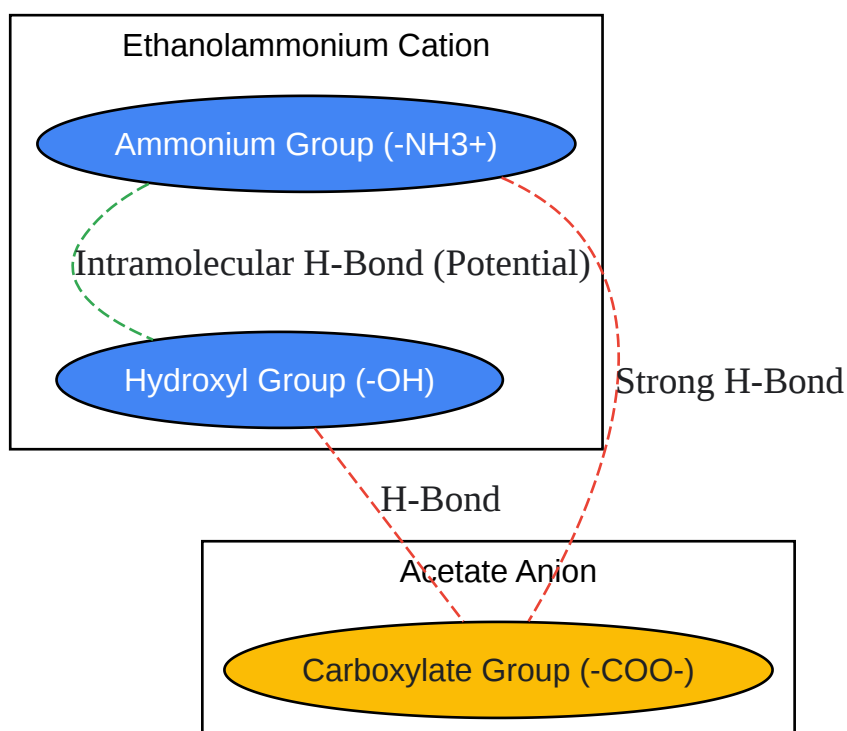 Ethanolammonium Cation
Ammonium Group (-NH3+)
Intramolecular H-Bond (Potential)
Hydroxyl Group (-OH)
Strong H-Bond
H-Bond
Acetate Anion
Carboxylate Group (-COO-)